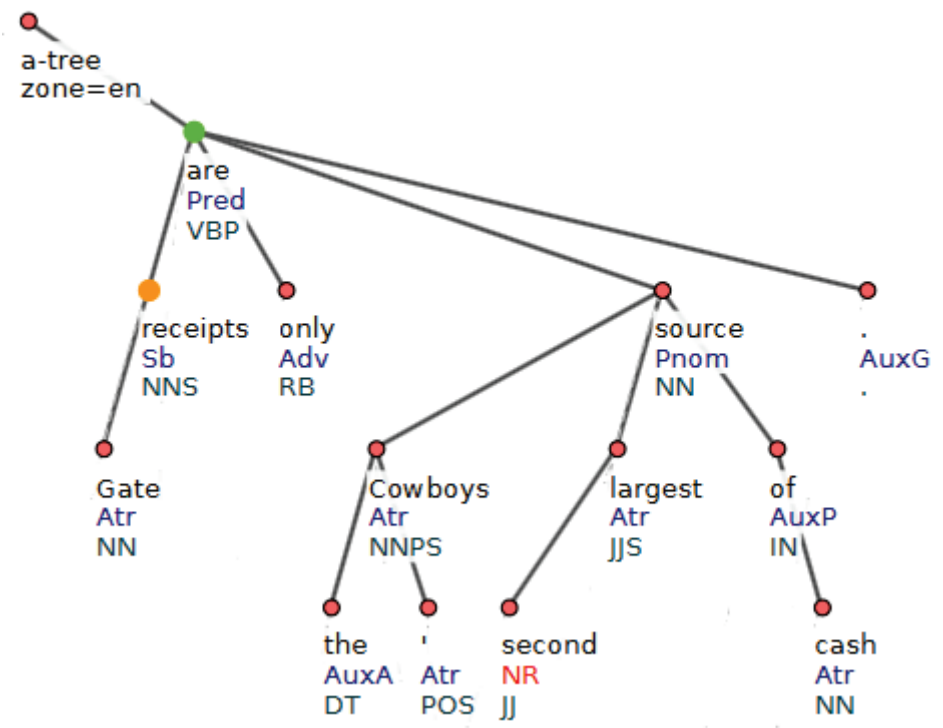 a-tree
zone=en
are
Pred
VBP
receipts only source .
Sb Adv Pnom AuxG
NNS RB NN .
Gate Cowboys largest of
Atr Atr Atr AuxP
NN NNPS JJS IN
the ' second cash
AuxA Atr NR Atr
DT POS JJ NN